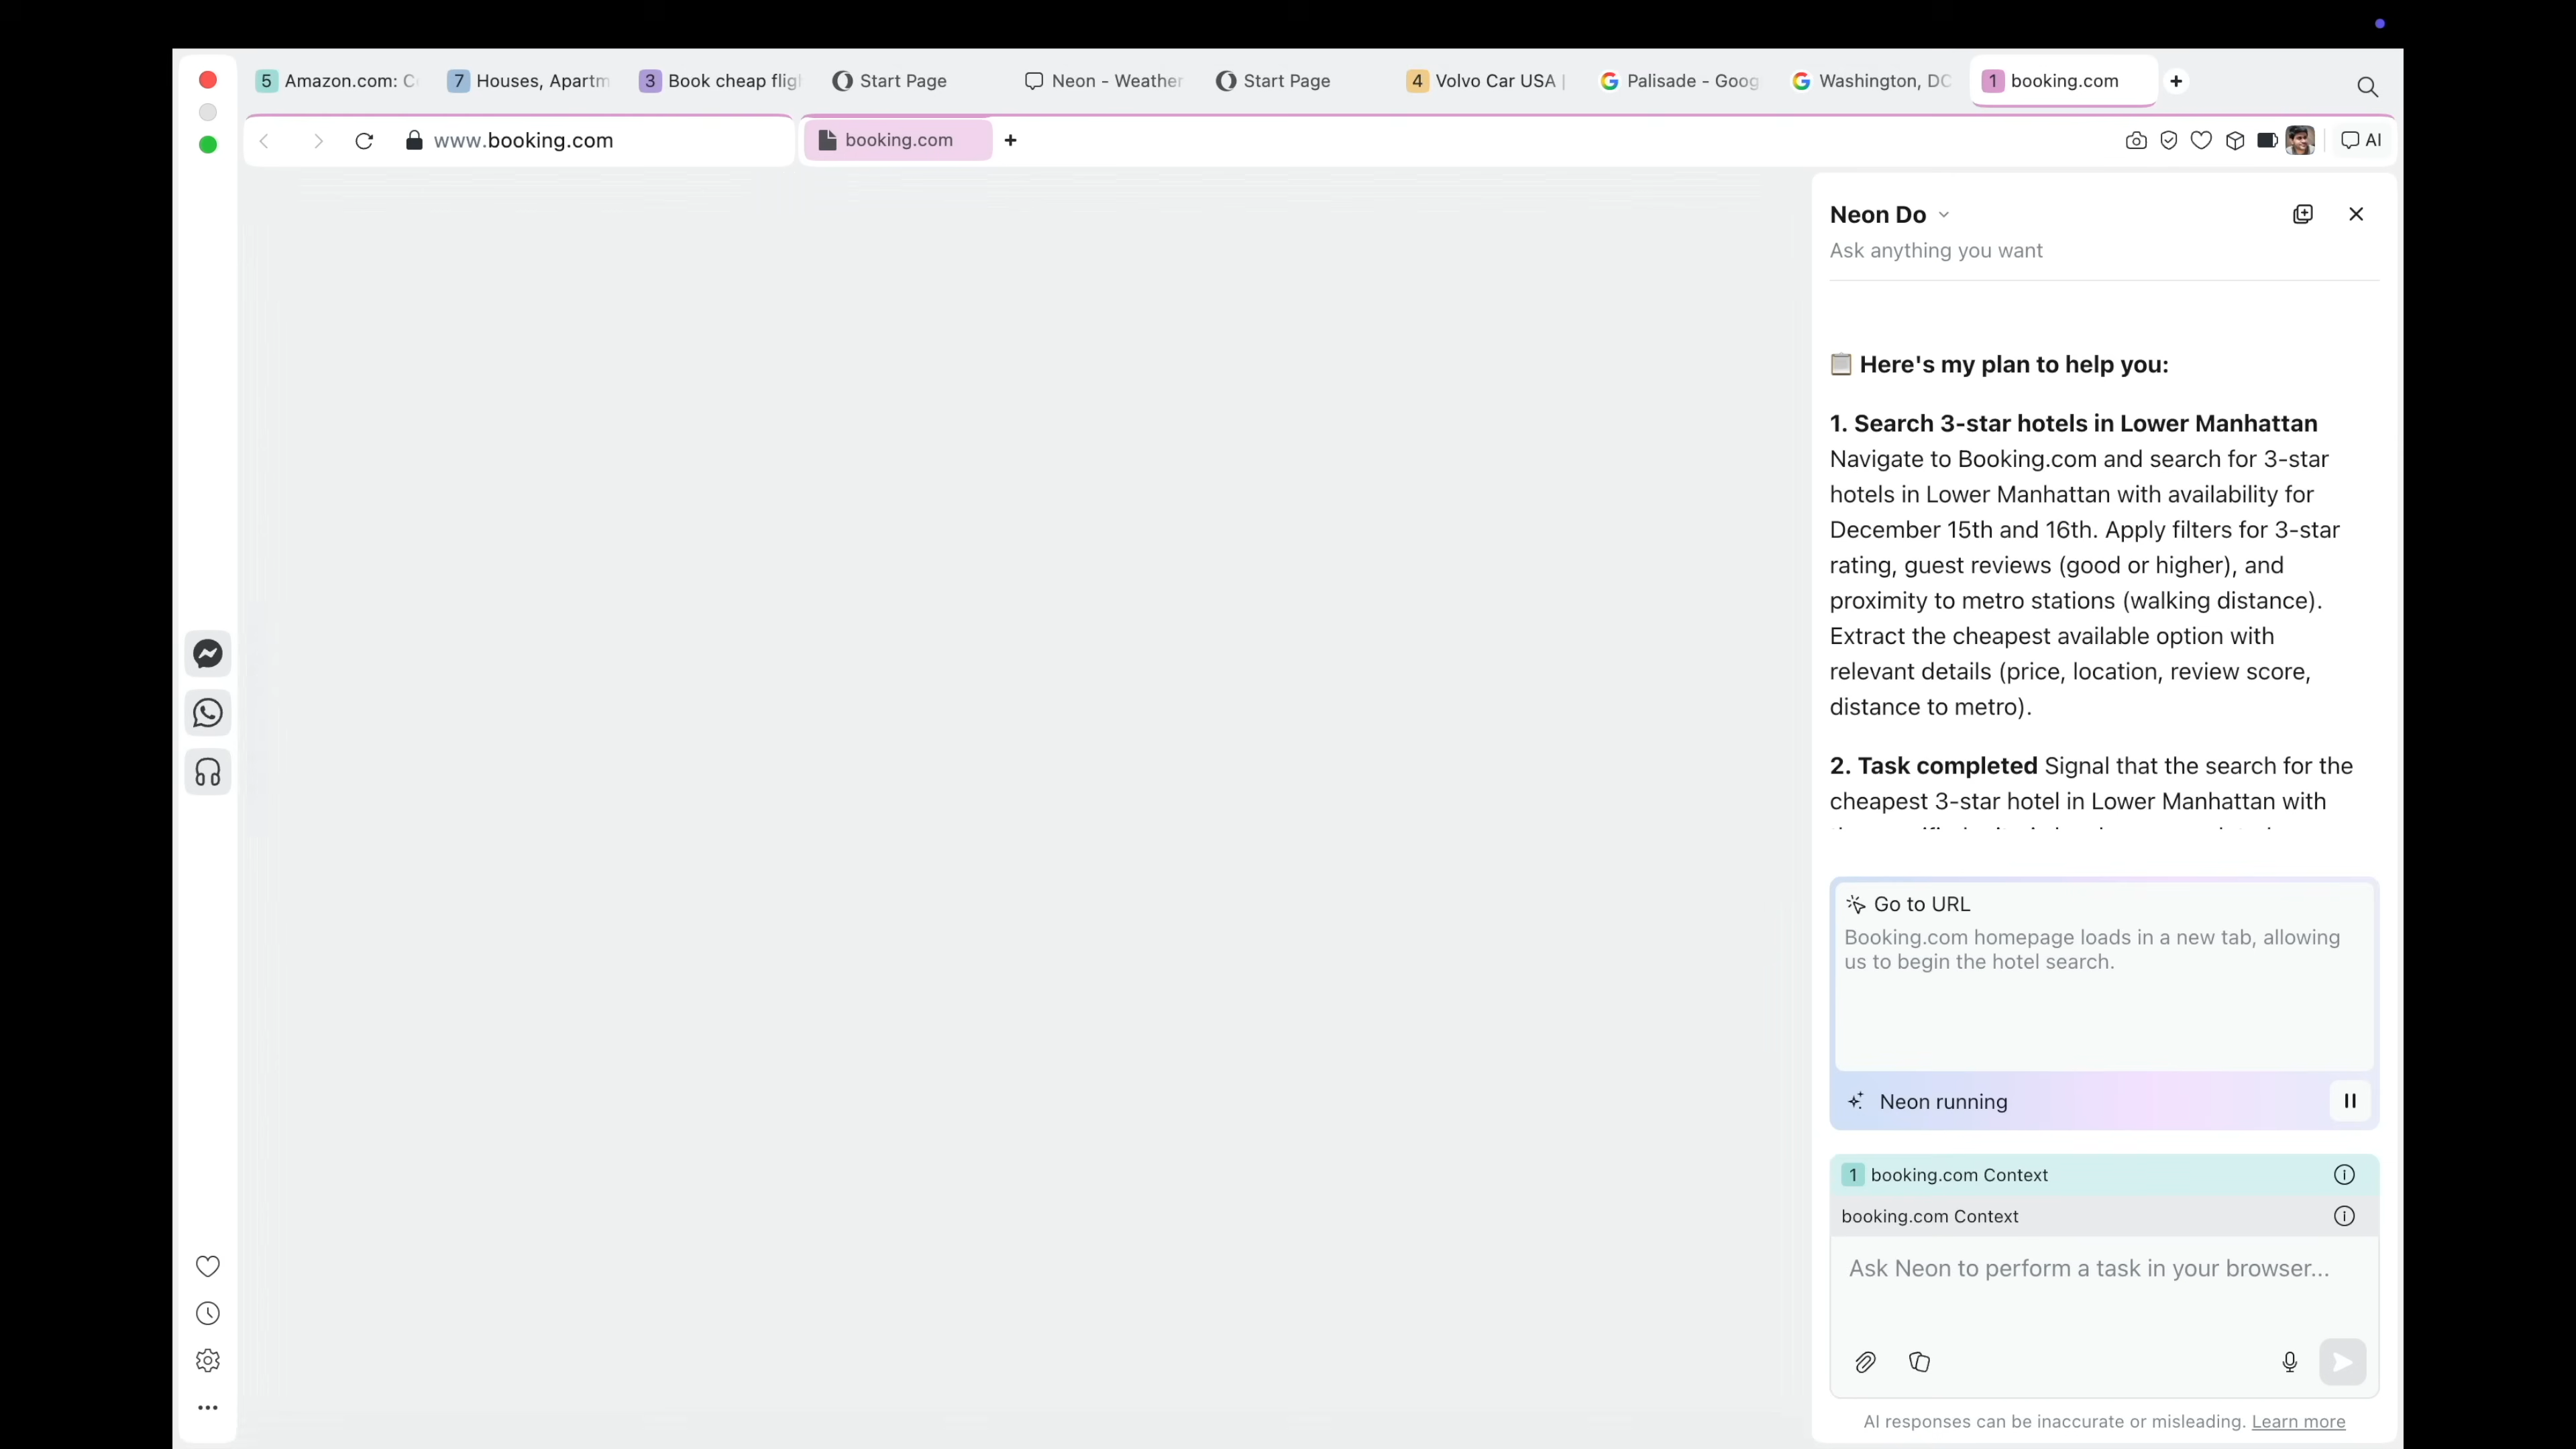 5 Amazon.com: C
7 Houses, Apartm
3 Book cheap flig
Start Page
Neon - Weather
Start Page
4 Volvo Car USA |
Palisade - Goog
Washington, DC
1 booking.com
www.booking.com
booking.com
AI
Neon Do
Ask anything you want
Here's my plan to help you:
1. Search 3-star hotels in Lower Manhattan
Navigate to Booking.com and search for 3-star
hotels in Lower Manhattan with availability for
December 15th and 16th. Apply filters for 3-star
rating, guest reviews (good or higher), and
proximity to metro stations (walking distance).
Extract the cheapest available option with
relevant details (price, location, review score,
distance to metro).
2. Task completed Signal that the search for the
cheapest 3-star hotel in Lower Manhattan with
Go to URL
Booking.com homepage loads in a new tab, allowing
us to begin the hotel search.
Neon running
1 booking.com Context
booking.com Context
Ask Neon to perform a task in your browser...
AI responses can be inaccurate or misleading. Learn more